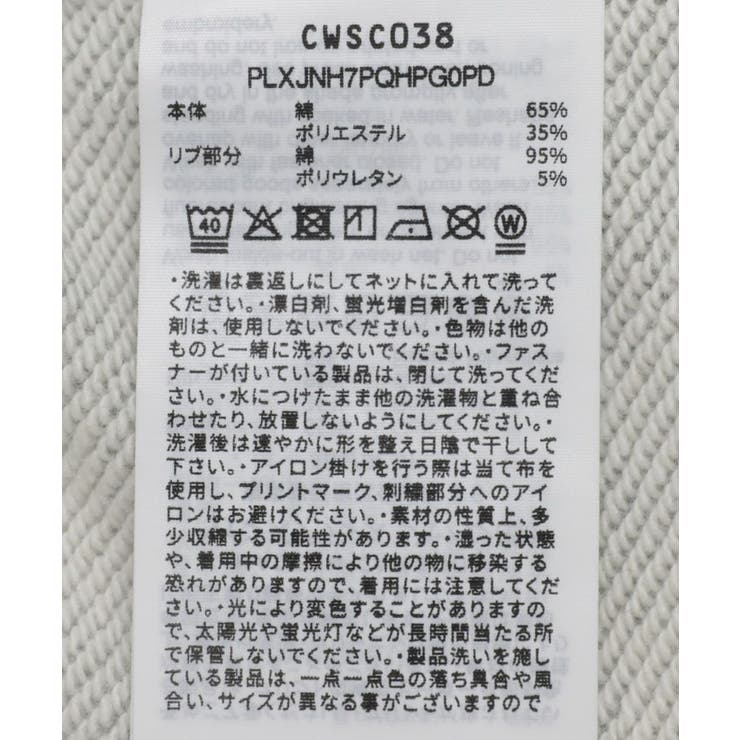 CWSC038
PLXJNH7PQHPG0PD
本体 綿 65%
ポリエステル 35%
リブ部分 綿 95%
ポリウレタン 5%
40 W
・洗濯は裏返しにしてネットに入れて洗って
ください。・漂白剤、蛍光増白剤を含んだ洗
剤は、使用しないでください。・色物は他の
ものと一緒に洗わないでください。・ファス
ナーが付いている製品は、閉じて洗ってくだ
さい。・水につけたまま他の洗濯物と重ね合
わせたり、放置しないようにしてください。・
洗濯後は速やかに形を整え日陰で干しして
下さい。・アイロン掛けを行う際は当て布を
使用し、プリントマーク、刺繍部分へのアイ
ロンはお避けください。・素材の性質上、多
少収縮する可能性があります。・湿った状態
や、着用中の摩擦により他の物に移染する
恐れがありますので、着用には注意してくだ
さい。・光により変色することがありますの
で、太陽光や蛍光灯などが長時間当たる所
で保管しないでください。・製品洗いを施し
ている製品は、一点一点色の落ち具合や風
合い、サイズが異なる事がございますので